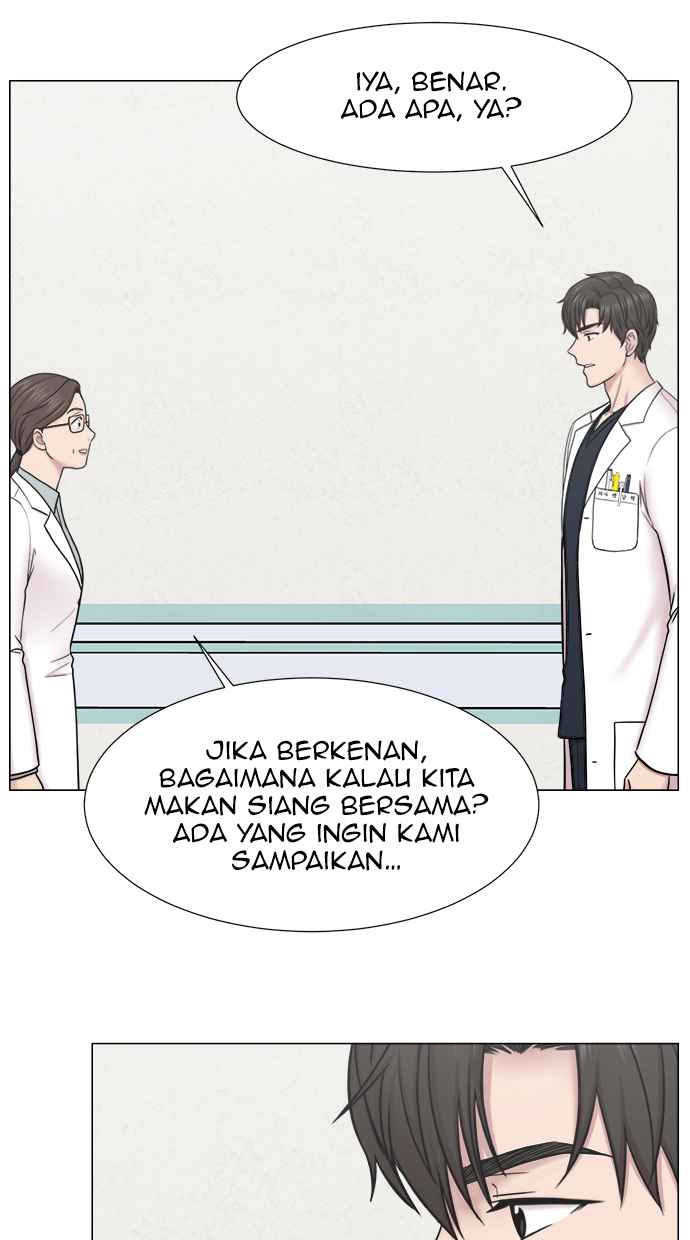 IYA, BENAR.
ADA APA, YA?
JIKA BERKENAN,
BAGAIMANA KALAU KITA
MAKAN SIANG BERSAMA?
ADA YANG INGIN KAMI
SAMPAIKAN...